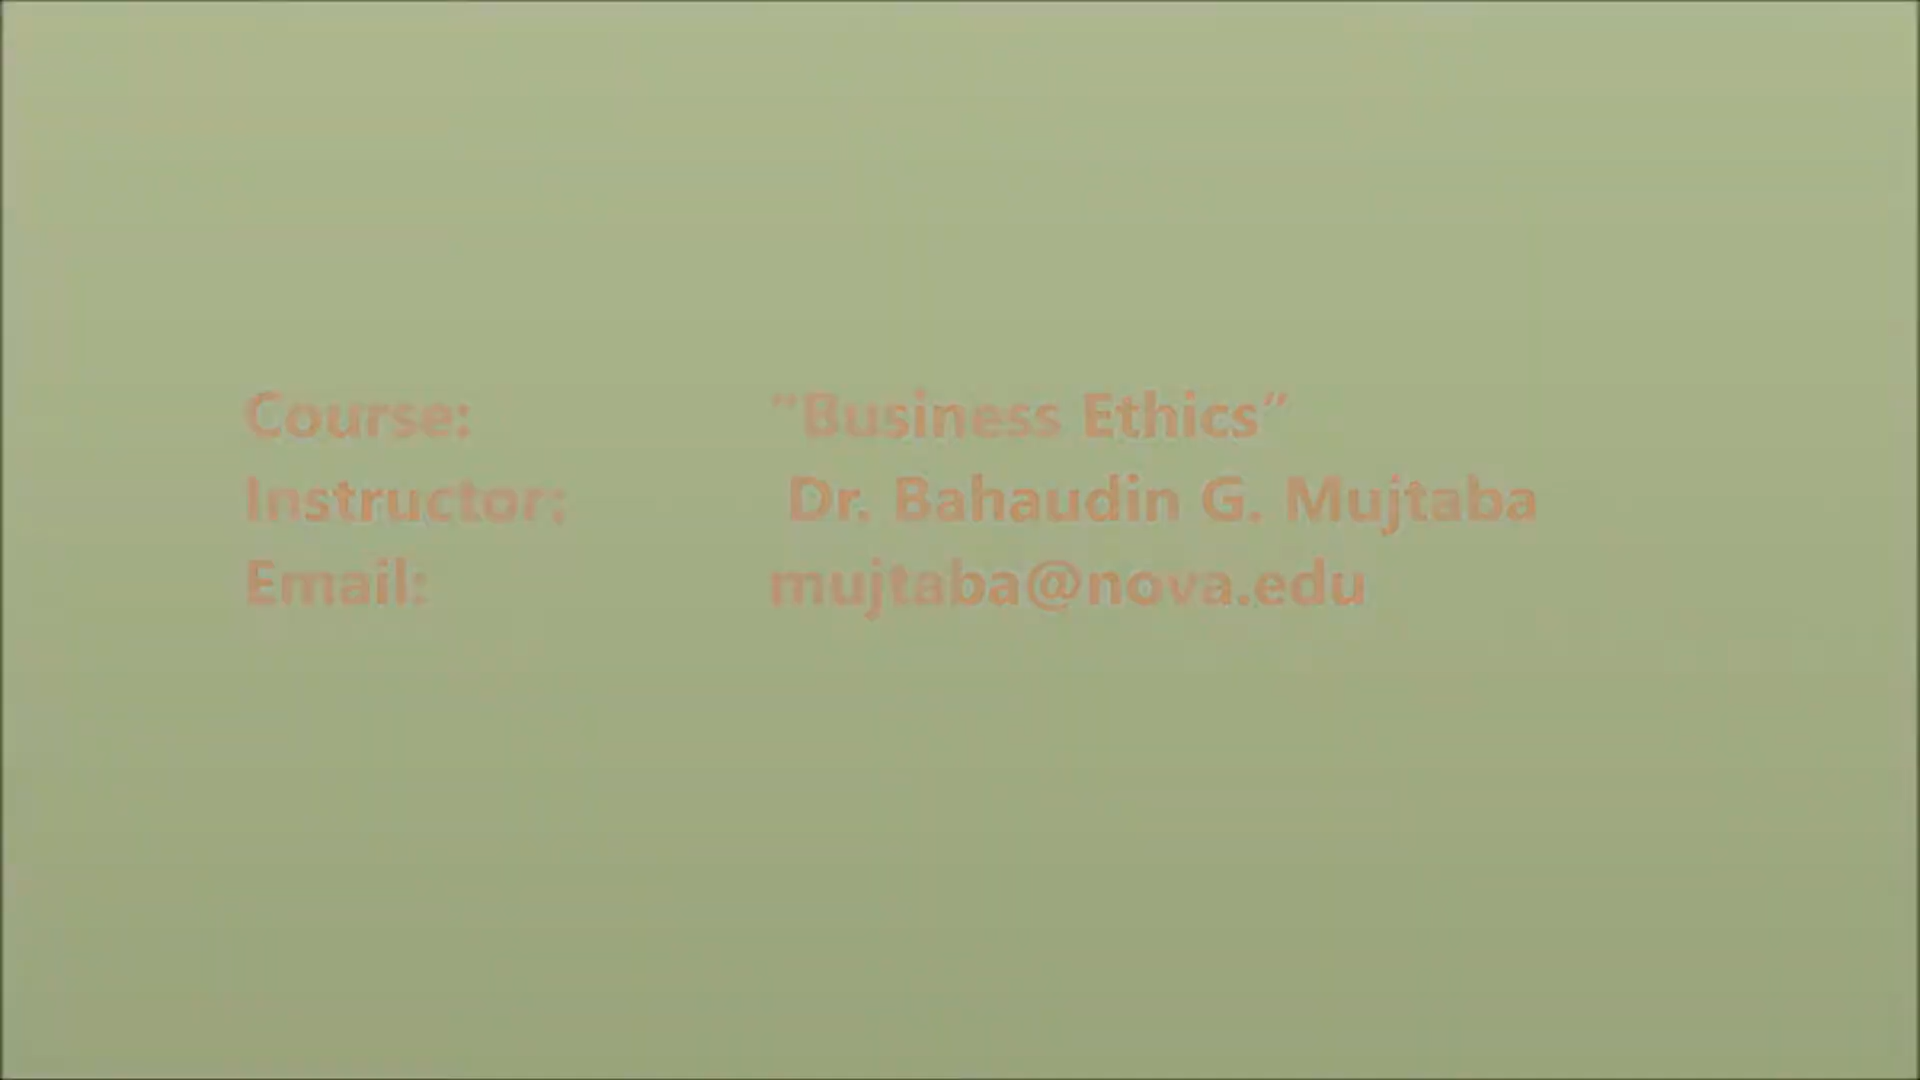 Course: “Business Ethics”
Instructor: Dr. Bahaudin G. Mujtaba
Email: mujtaba@nova.edu